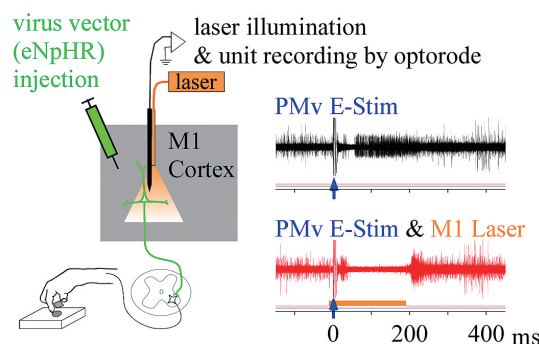 virus vector
(eNpHR)
injection
laser illumination
& unit recording by optorode
laser
M1
Cortex
PMv E-Stim
PMv E-Stim & M1 Laser
0 200 400 ms